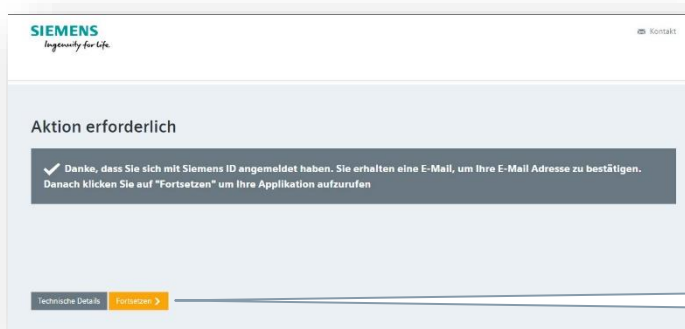 SIEMENS
Ingenuity for life
Kontakt
Aktion erforderlich
Danke, dass Sie sich mit Siemens ID angemeldet haben. Sie erhalten eine E-Mail, um Ihre E-Mail Adresse zu bestätigen.
Danach klicken Sie auf "Fortsetzen" um Ihre Applikation aufzurufen
Technische Details
Fortsetzen